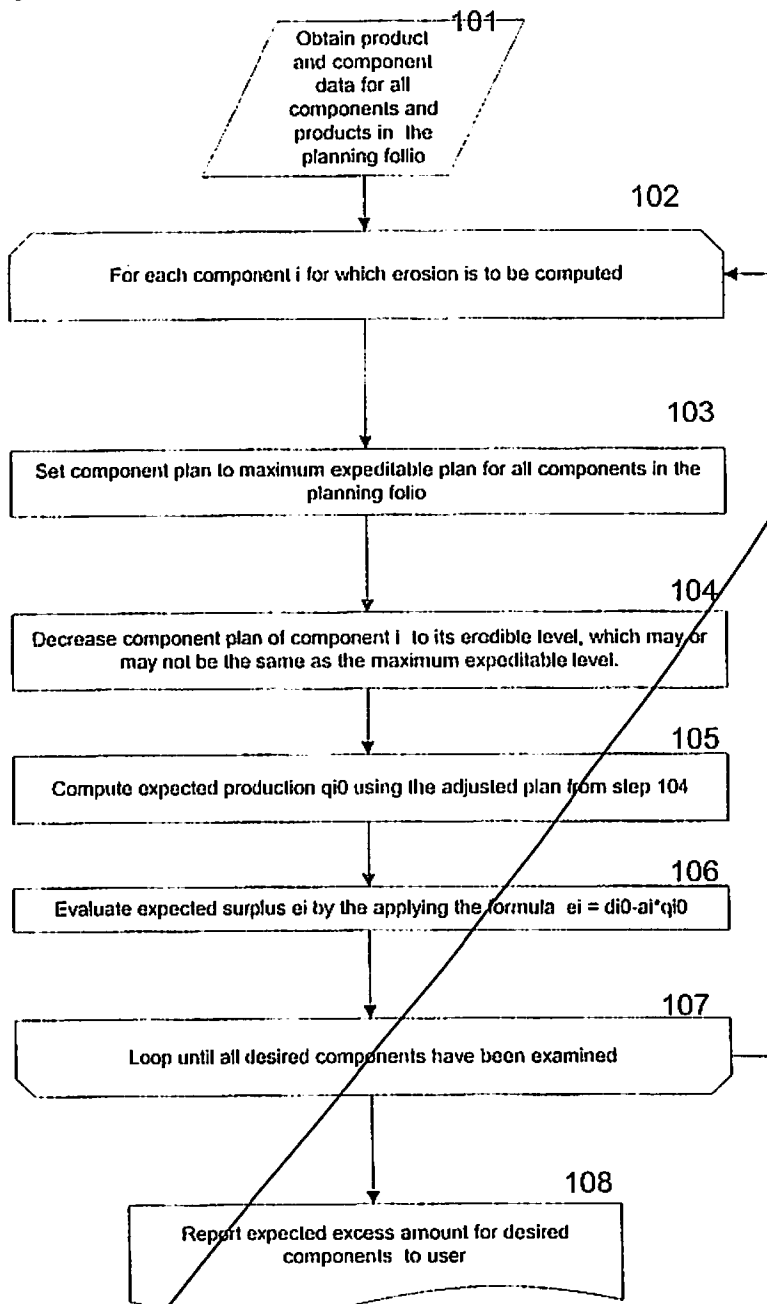 101
Obtain product
and component
data for all
components and
products in the
planning follio
102
For each component i for which erosion is to be computed
103
Set component plan to maximum expeditable plan for all components in the
planning folio
104
Decrease component plan of component i to its erodible level, which may or
may not be the same as the maximum expeditable level.
105
Compute expected production qi0 using the adjusted plan from step 104
106
Evaluate expected surplus ei by the applying the formula ei = di0-ai*qi0
107
Loop until all desired components have been examined
108
Report expected excess amount for desired
components to user